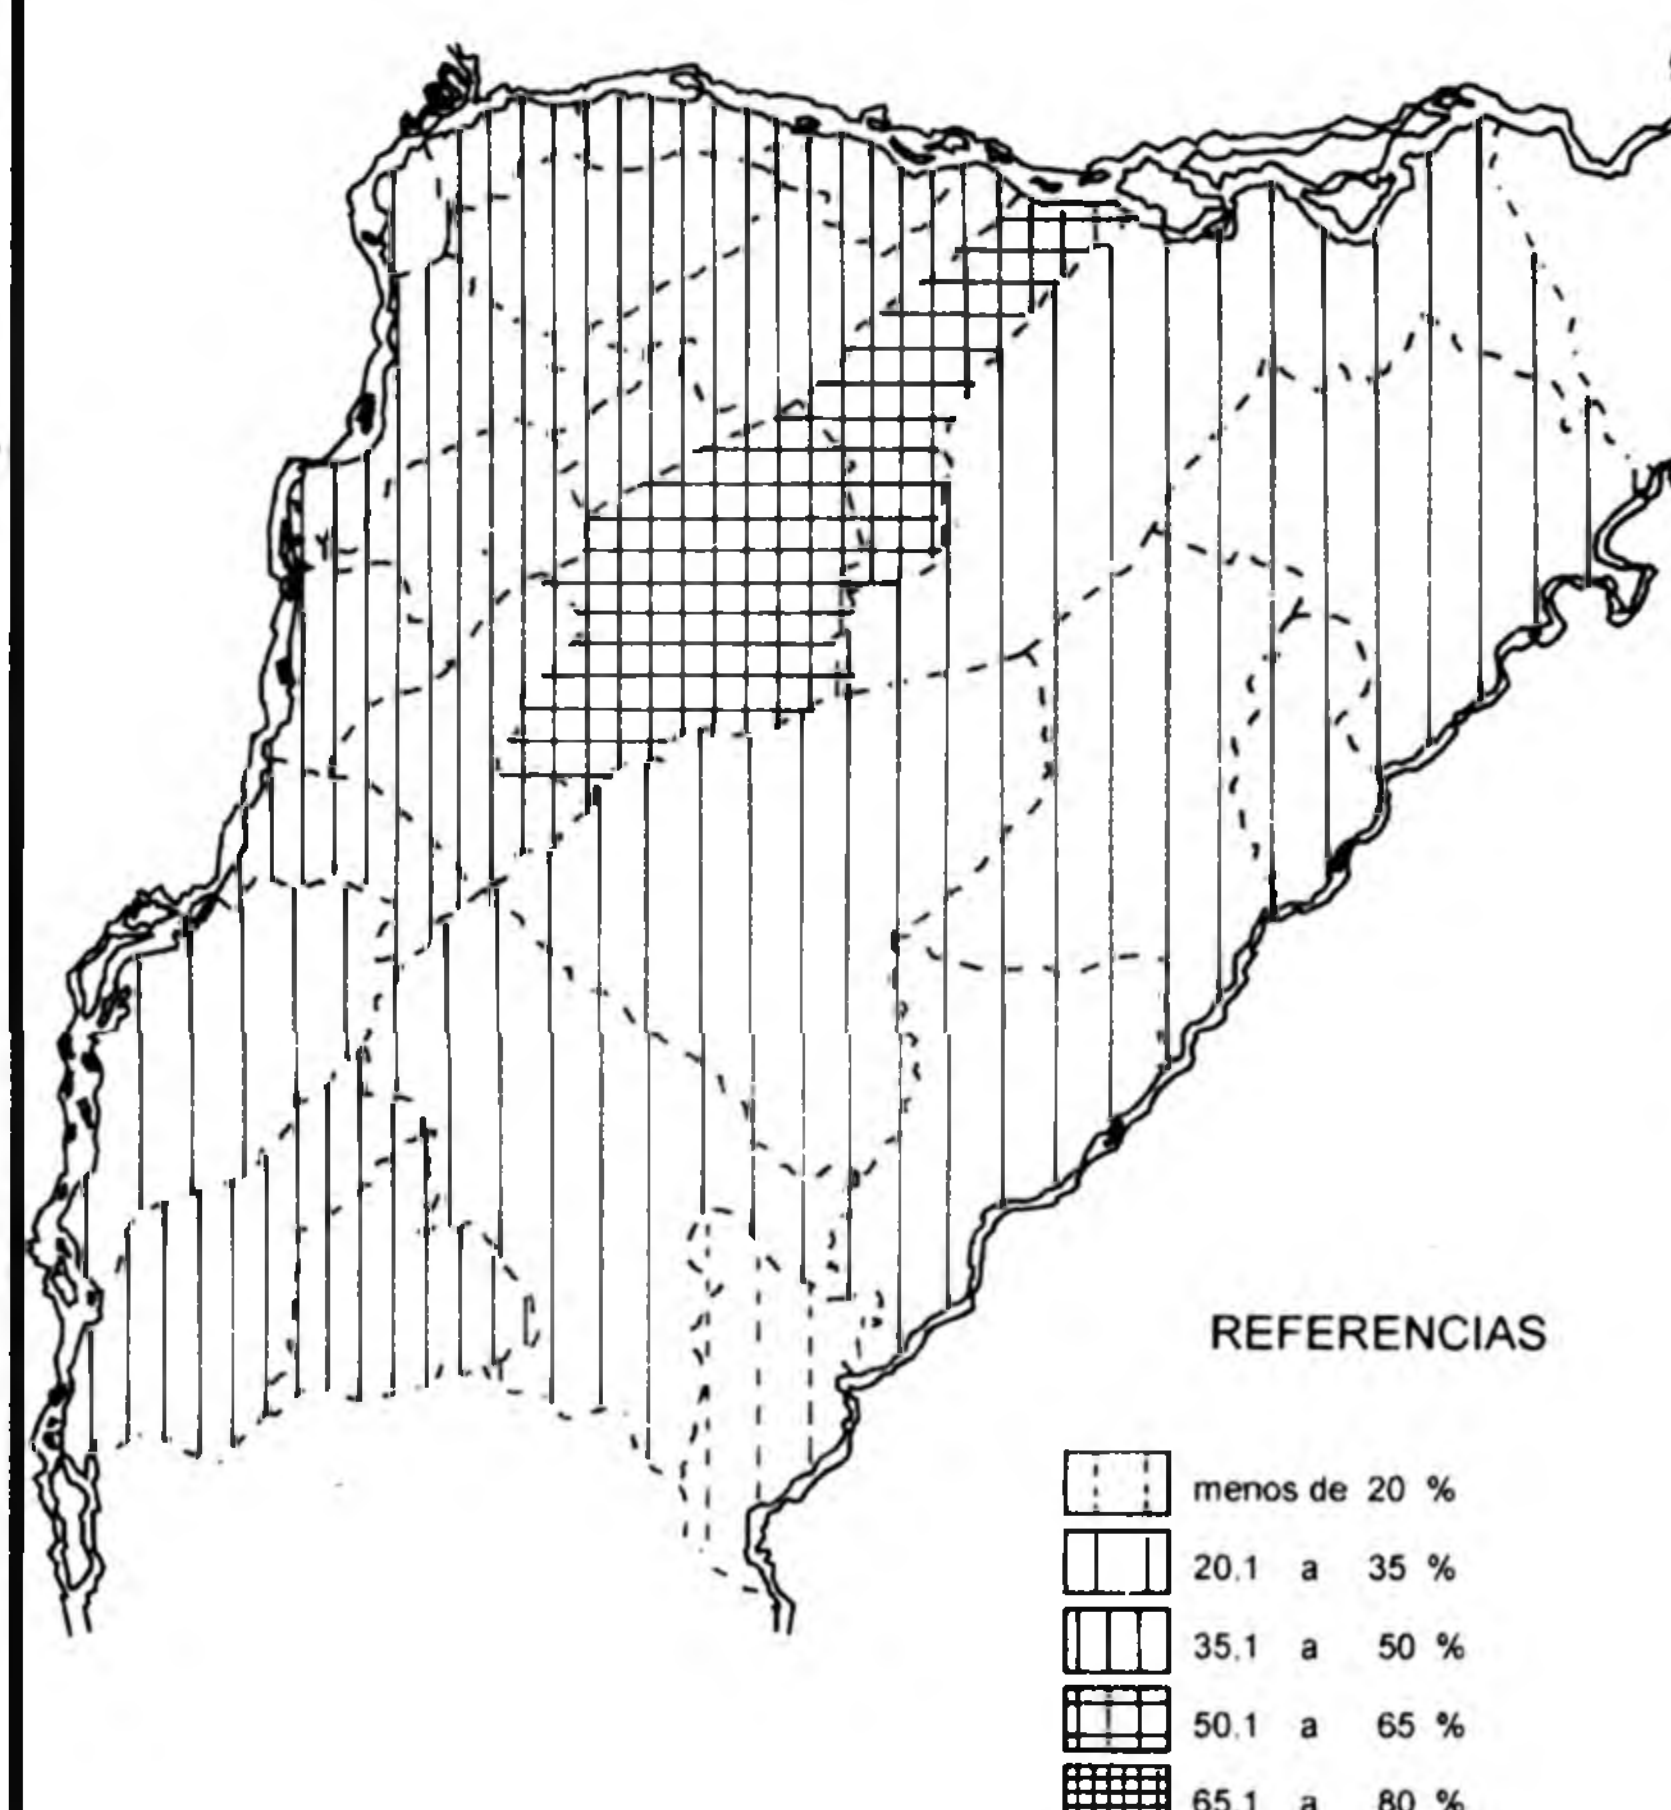 REFERENCIAS
menos de 20 %
20.1 a 35 %
35.1 a 50 %
50.1 a 65 %
65.1 a 80 %